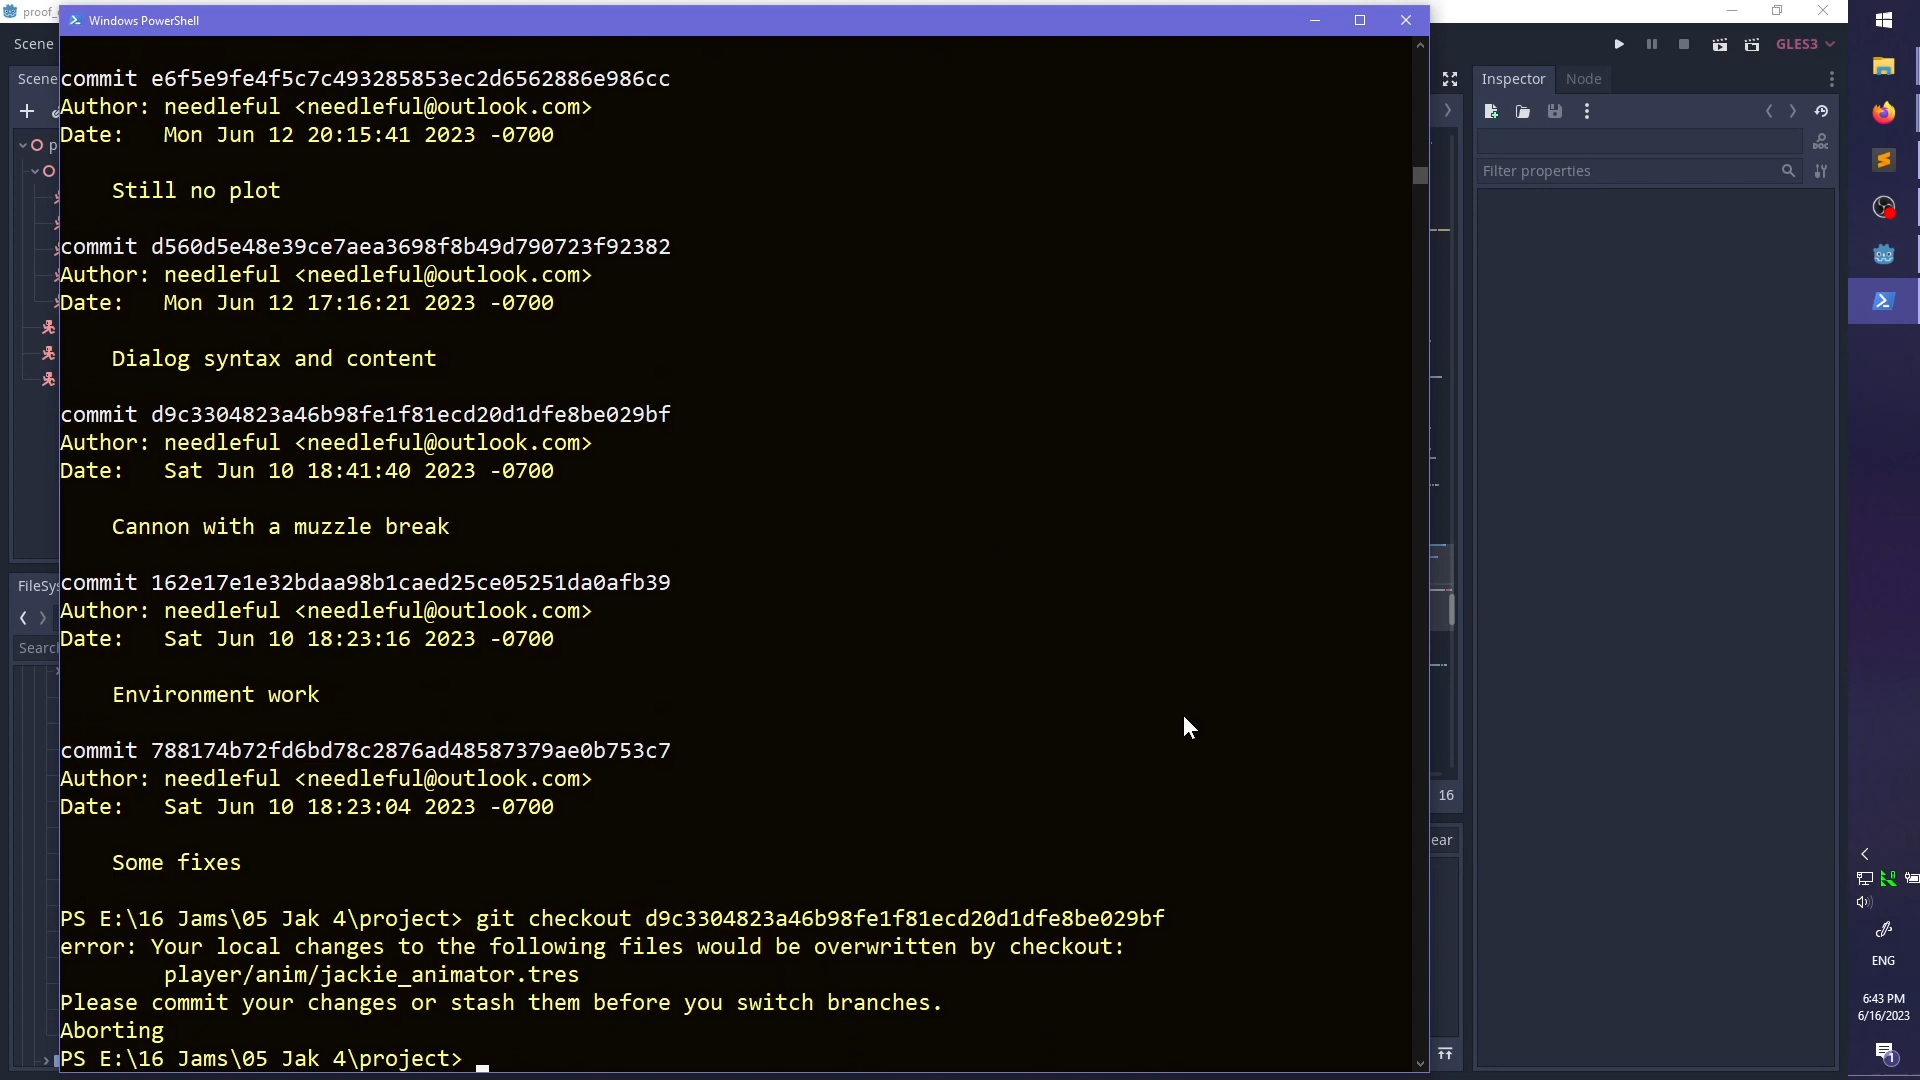 proof_
Windows PowerShell
Scene
GLES3
Scene
Inspector
Node
Filter properties
FileSys
Searc
16
ear
commit e6f5e9fe4f5c7c493285853ec2d6562886e986cc
Author: needleful <needleful@outlook.com>
Date:   Mon Jun 12 20:15:41 2023 -0700
Still no plot
commit d560d5e48e39ce7aea3698f8b49d790723f92382
Author: needleful <needleful@outlook.com>
Date:   Mon Jun 12 17:16:21 2023 -0700
Dialog syntax and content
commit d9c3304823a46b98fe1f81ecd20d1dfe8be029bf
Author: needleful <needleful@outlook.com>
Date:   Sat Jun 10 18:41:40 2023 -0700
Cannon with a muzzle break
commit 162e17e1e32bdaa98b1caed25ce05251da0afb39
Author: needleful <needleful@outlook.com>
Date:   Sat Jun 10 18:23:16 2023 -0700
Environment work
commit 788174b72fd6bd78c2876ad48587379ae0b753c7
Author: needleful <needleful@outlook.com>
Date:   Sat Jun 10 18:23:04 2023 -0700
Some fixes
PS E:\16 Jams\05 Jak 4\project> git checkout d9c3304823a46b98fe1f81ecd20d1dfe8be029bf
error: Your local changes to the following files would be overwritten by checkout:
player/anim/jackie_animator.tres
Please commit your changes or stash them before you switch branches.
Aborting
PS E:\16 Jams\05 Jak 4\project>
ENG
6:43 PM
6/16/2023
1